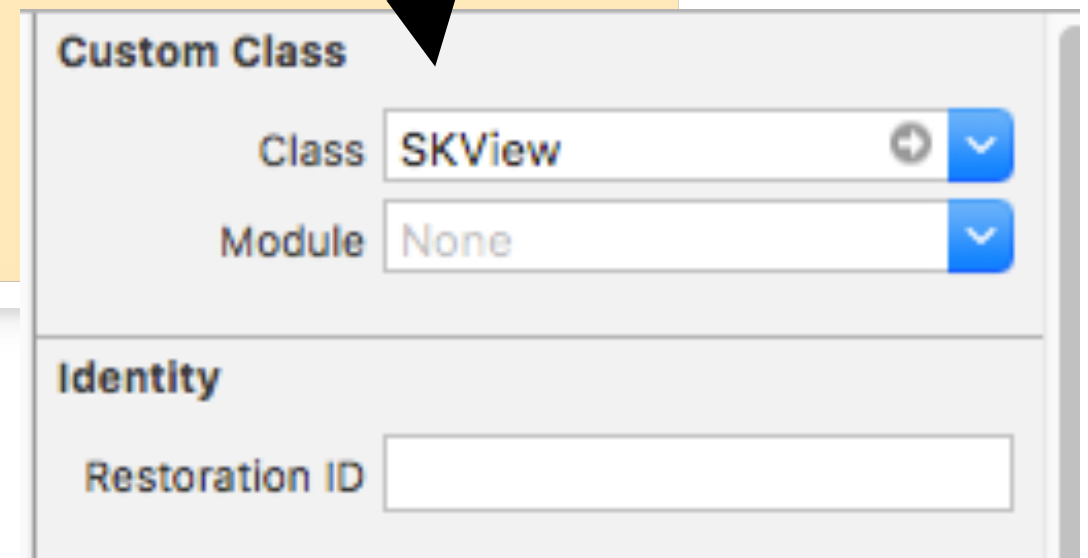 Custom Class
Class SKView
Module None
Identity
Restoration ID